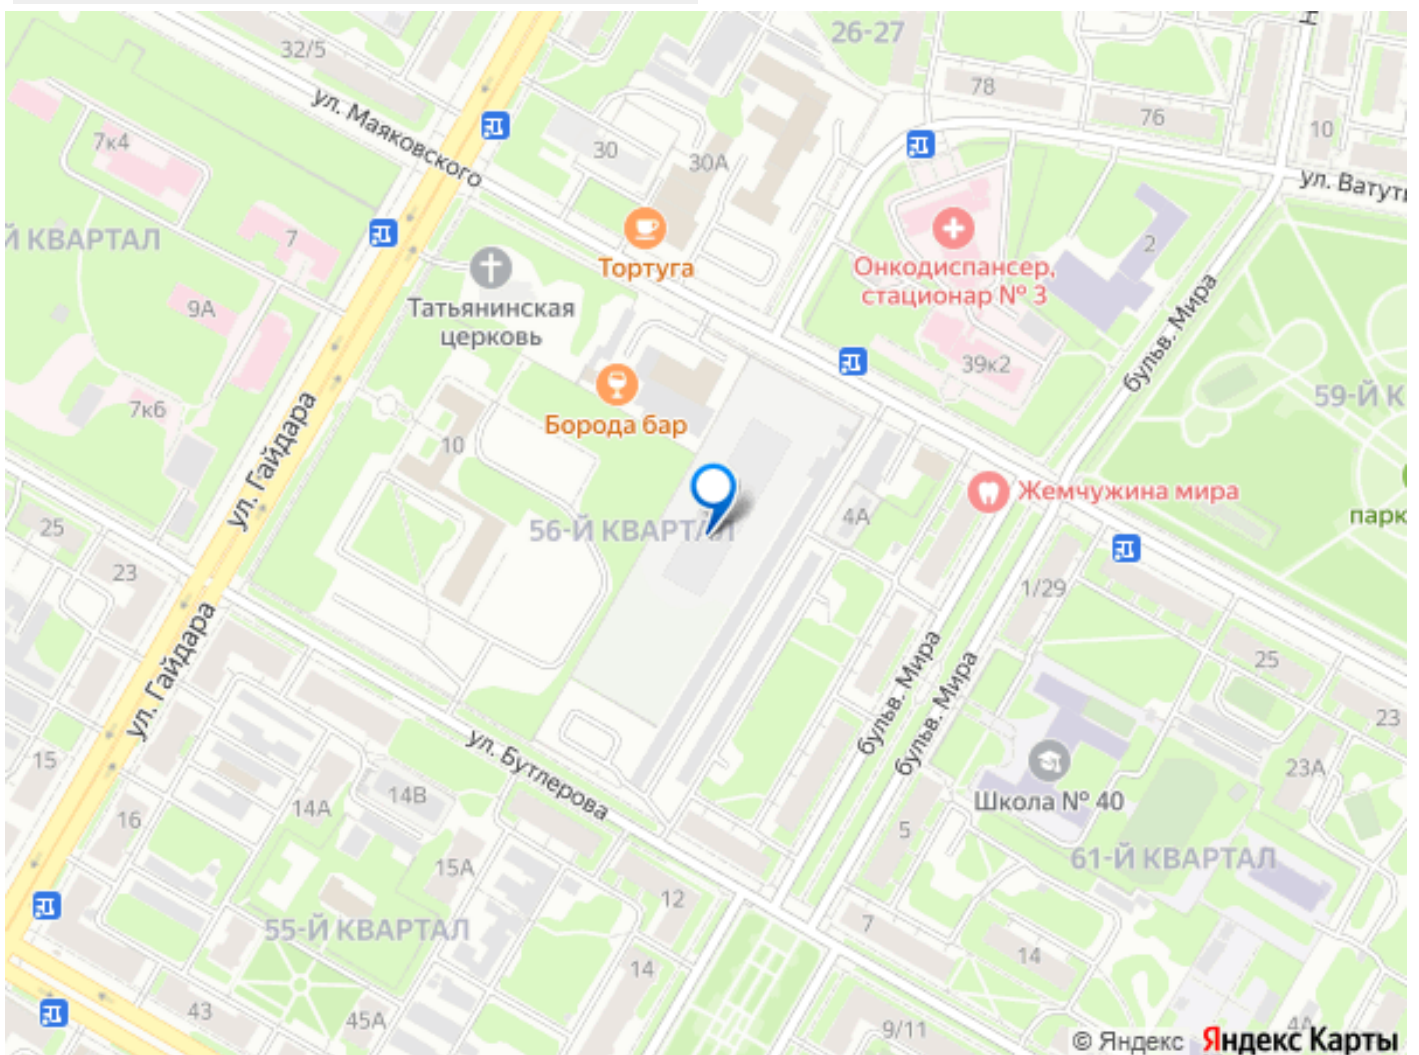 26-27
32/5
78
76
10
ул. Маяковского
7к4
30
30А
ул. Ватут
Й КВАРТАЛ
7
2
Тортуга
Онкодиспансер,
стационар № 3
Татьянинская
церковь
9А
бульв. Мира
39к2
59-Й К
7к6
Борода бар
10
ул. Гайдара
Жемчужина мира
парк
4А
56-Й КВАРТАЛ
25
23
1/29
ул. Гайдара
бульв. Мира
бульв. Мира
25
23
ул. Бутлерова
15
14А
14В
23А
Школа № 40
16
5
61-Й КВАРТАЛ
15А
12
55-Й КВАРТАЛ
7
14
14
43
45А
9/11
4А
© Яндекс Яндекс Карты